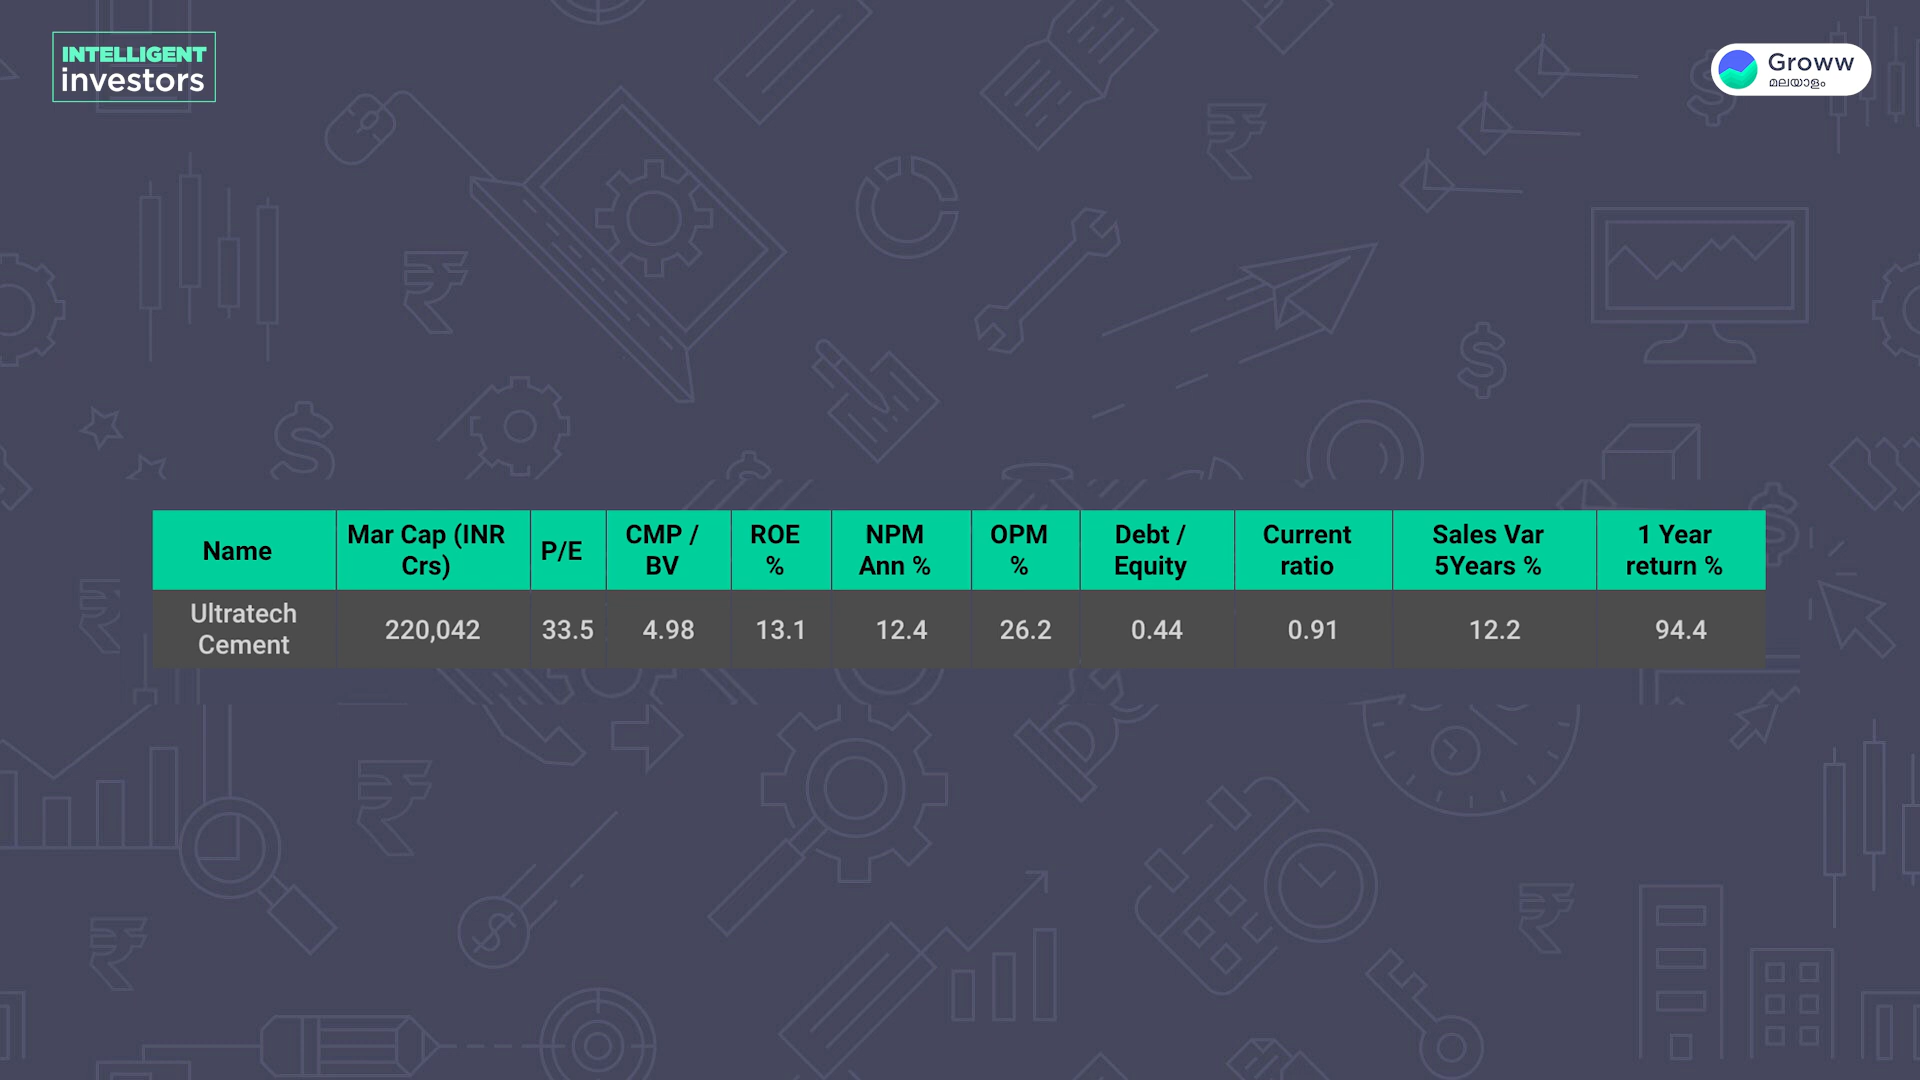 INTELLIGENT
investors
Groww
മലയാളം
Name
Mar Cap (INR
Crs)
P/E
CMP /
BV
ROE
%
NPM
Ann %
OPM
%
Debt /
Equity
Current
ratio
Sales Var
5Years %
1 Year
return %
Ultratech
Cement
220,042
33.5
4.98
13.1
12.4
26.2
0.44
0.91
12.2
94.4